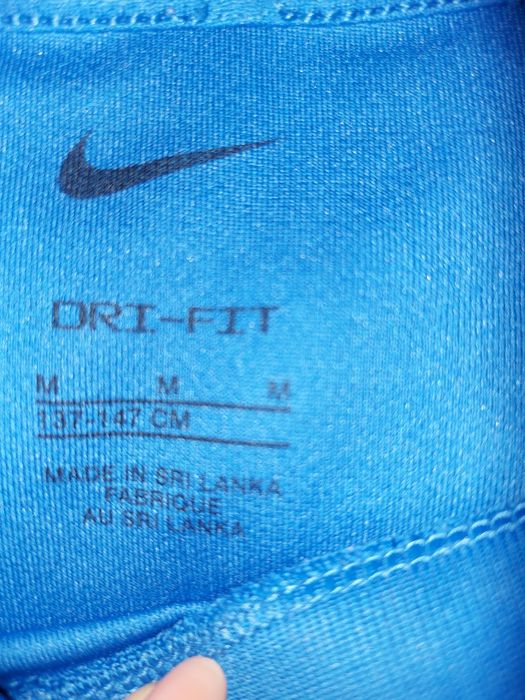 DRI-FIT
M M M
137-147 CM
MADE IN SRI LANKA
FABRIQUE
AU SRI LANKA